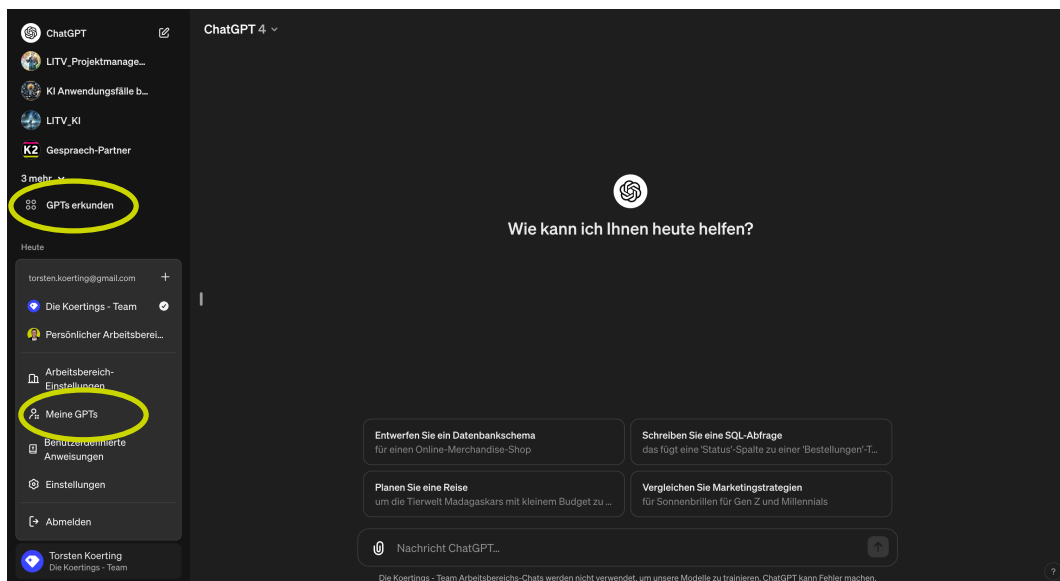 ChatGPT
LITV_Projektmanage...
KI Anwendungsfälle b...
LITV_KI
K2 Gespraech-Partner
3 mehr
GPTs erkunden
Heute
torsten.koerting@gmail.com
Die Koertings - Team
Persönlicher Arbeitsberei...
Arbeitsbereich-
Einstellungen
Meine GPTs
Benutzerdefinierte
Anweisungen
Einstellungen
Abmelden
Torsten Koerting
Die Koertings - Team
ChatGPT 4
Wie kann ich Ihnen heute helfen?
Entwerfen Sie ein Datenbankschema
für einen Online-Merchandise-Shop
Schreiben Sie eine SQL-Abfrage
das fügt eine 'Status'-Spalte zu einer 'Bestellungen'-T...
Planen Sie eine Reise
um die Tierwelt Madagaskars mit kleinem Budget zu ...
Vergleichen Sie Marketingstrategien
für Sonnenbrillen für Gen Z und Millennials
Nachricht ChatGPT...
Die Koertings - Team Arbeitsbereichs-Chats werden nicht verwendet, um unsere Modelle zu trainieren. ChatGPT kann Fehler machen.
?